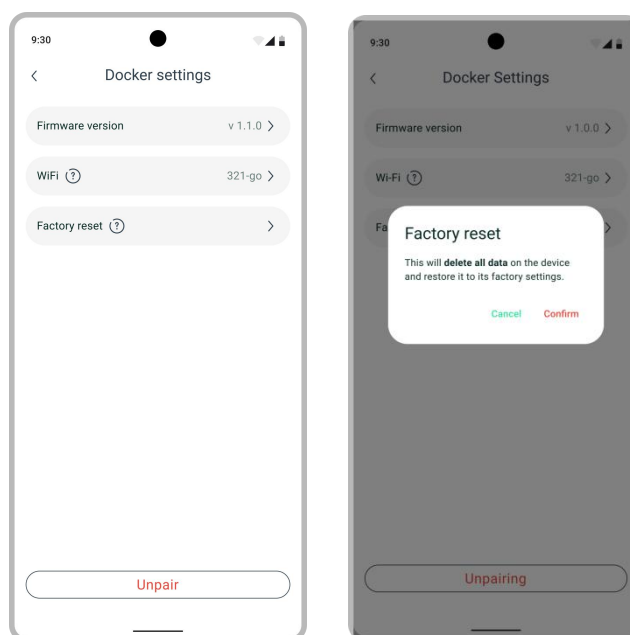 9:30
Docker settings
Firmware version v 1.1.0
WiFi ?
321-go
Factory reset ?
Unpair
9:30
Docker Settings
Firmware version v 1.0.0
Wi-Fi ?
321-go
Fa
Factory reset
This will delete all data on the device
and restore it to its factory settings.
Cancel Confirm
Unpairing